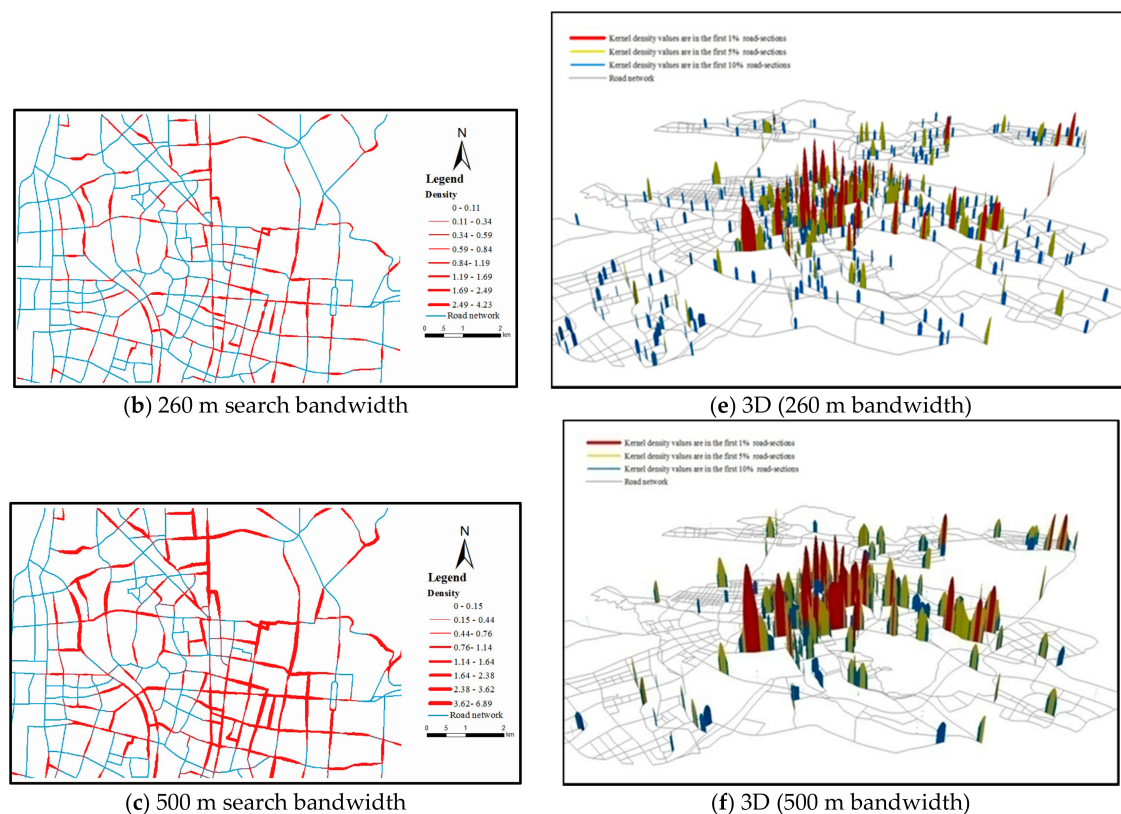 N
Legend
Density
0 - 0.11
0.11 - 0.34
0.34 - 0.59
0.59 - 0.84
0.84- 1.19
1.19 - 1.69
1.69 - 2.49
2.49 - 4.23
Road network
0 0.5 1 2
km
(b) 260 m search bandwidth
Kernel density values are in the first 1% road-sections
Kernel density values are in the first 5% road-sections
Kernel density values are in the first 10% road-sections
Road network
(e) 3D (260 m bandwidth)
N
Legend
Density
0 - 0.15
0.15 - 0.44
0.44- 0.76
0.76- 1.14
1.14 - 1.64
1.64 - 2.38
2.38 - 3.62
3.62- 6.89
Road network
0 0.5 1 2
km
(c) 500 m search bandwidth
Kernel density values are in the first 1% road-sections
Kernel density values are in the first 5% road-sections
Kernel density values are in the first 10% road-sections
Road network
(f) 3D (500 m bandwidth)